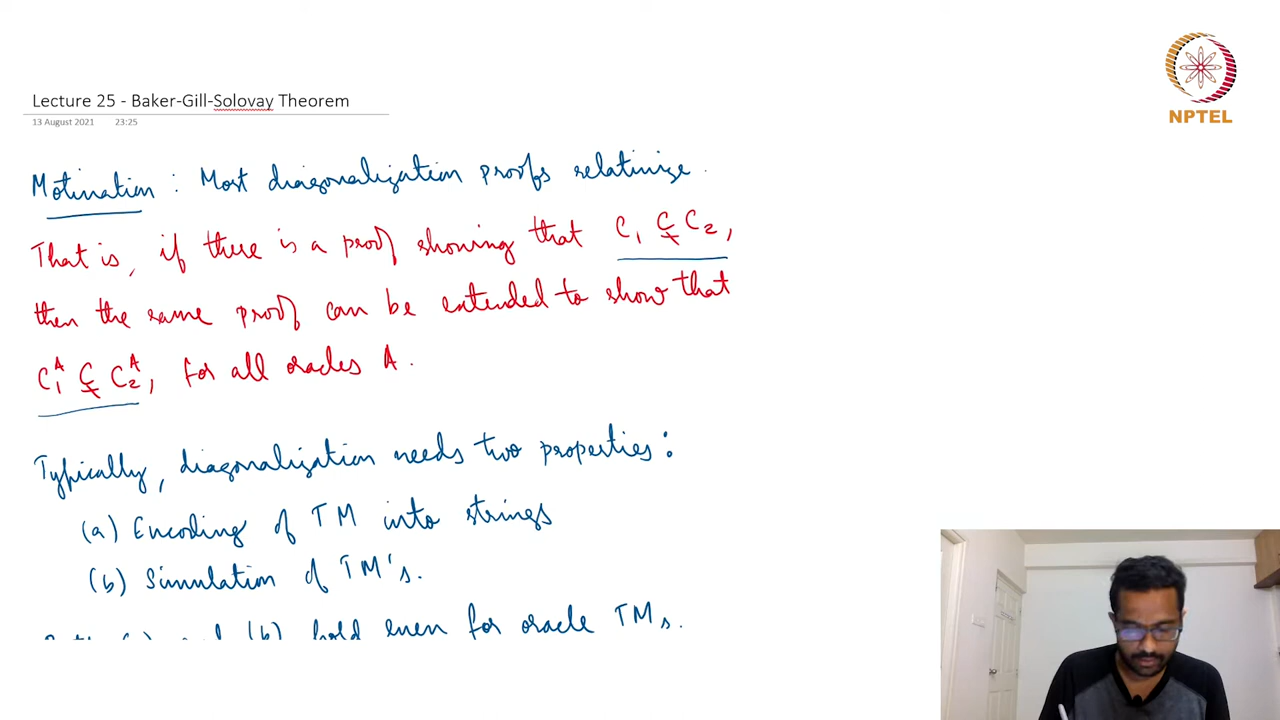 NPTEL
Lecture 25 - Baker-Gill-Solovay Theorem
13 August 2021 23:25
Motivation : Most diagonalization proofs relativize.
That is, if there is a proof showing that C₁ ⊊ C₂,
then the same proof can be extended to show that
C₁ᴬ ⊊ C₂ᴬ, for all oracles A.
Typically, diagonalization needs two properties:
(a) Encoding of TM into strings
(b) Simulation of TM's.
(b) hold even for oracle TMs.